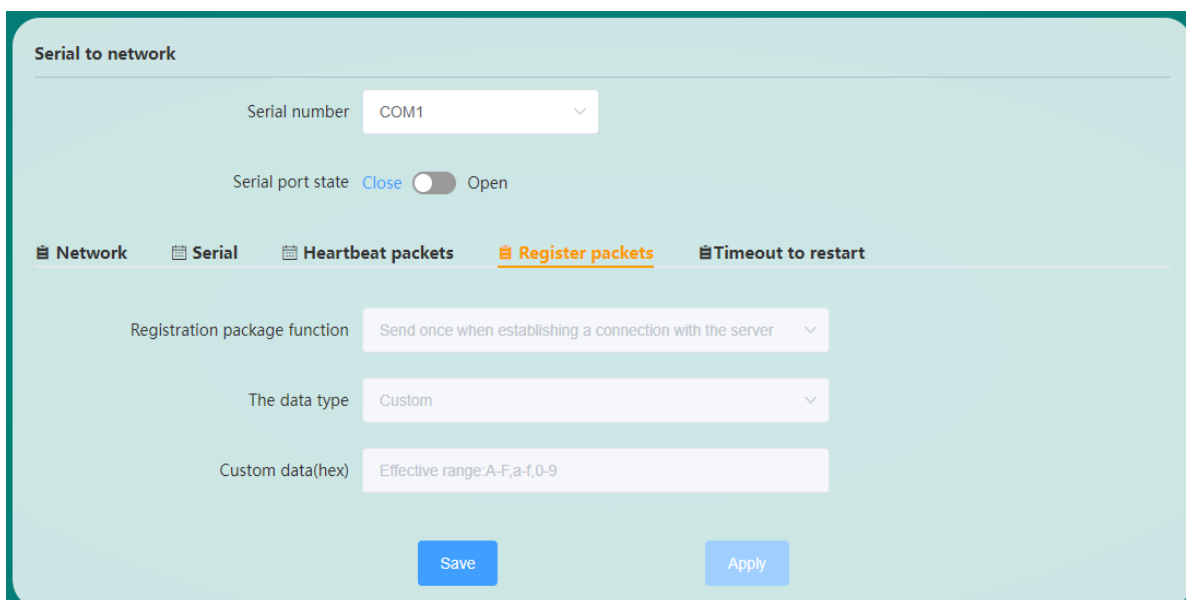 Serial to network
Serial number COM1
Serial port state Close Open
Network Serial Heartbeat packets Register packets Timeout to restart
Registration package function Send once when establishing a connection with the server
The data type Custom
Custom data(hex) Effective range:A-F,a-f,0-9
Save Apply